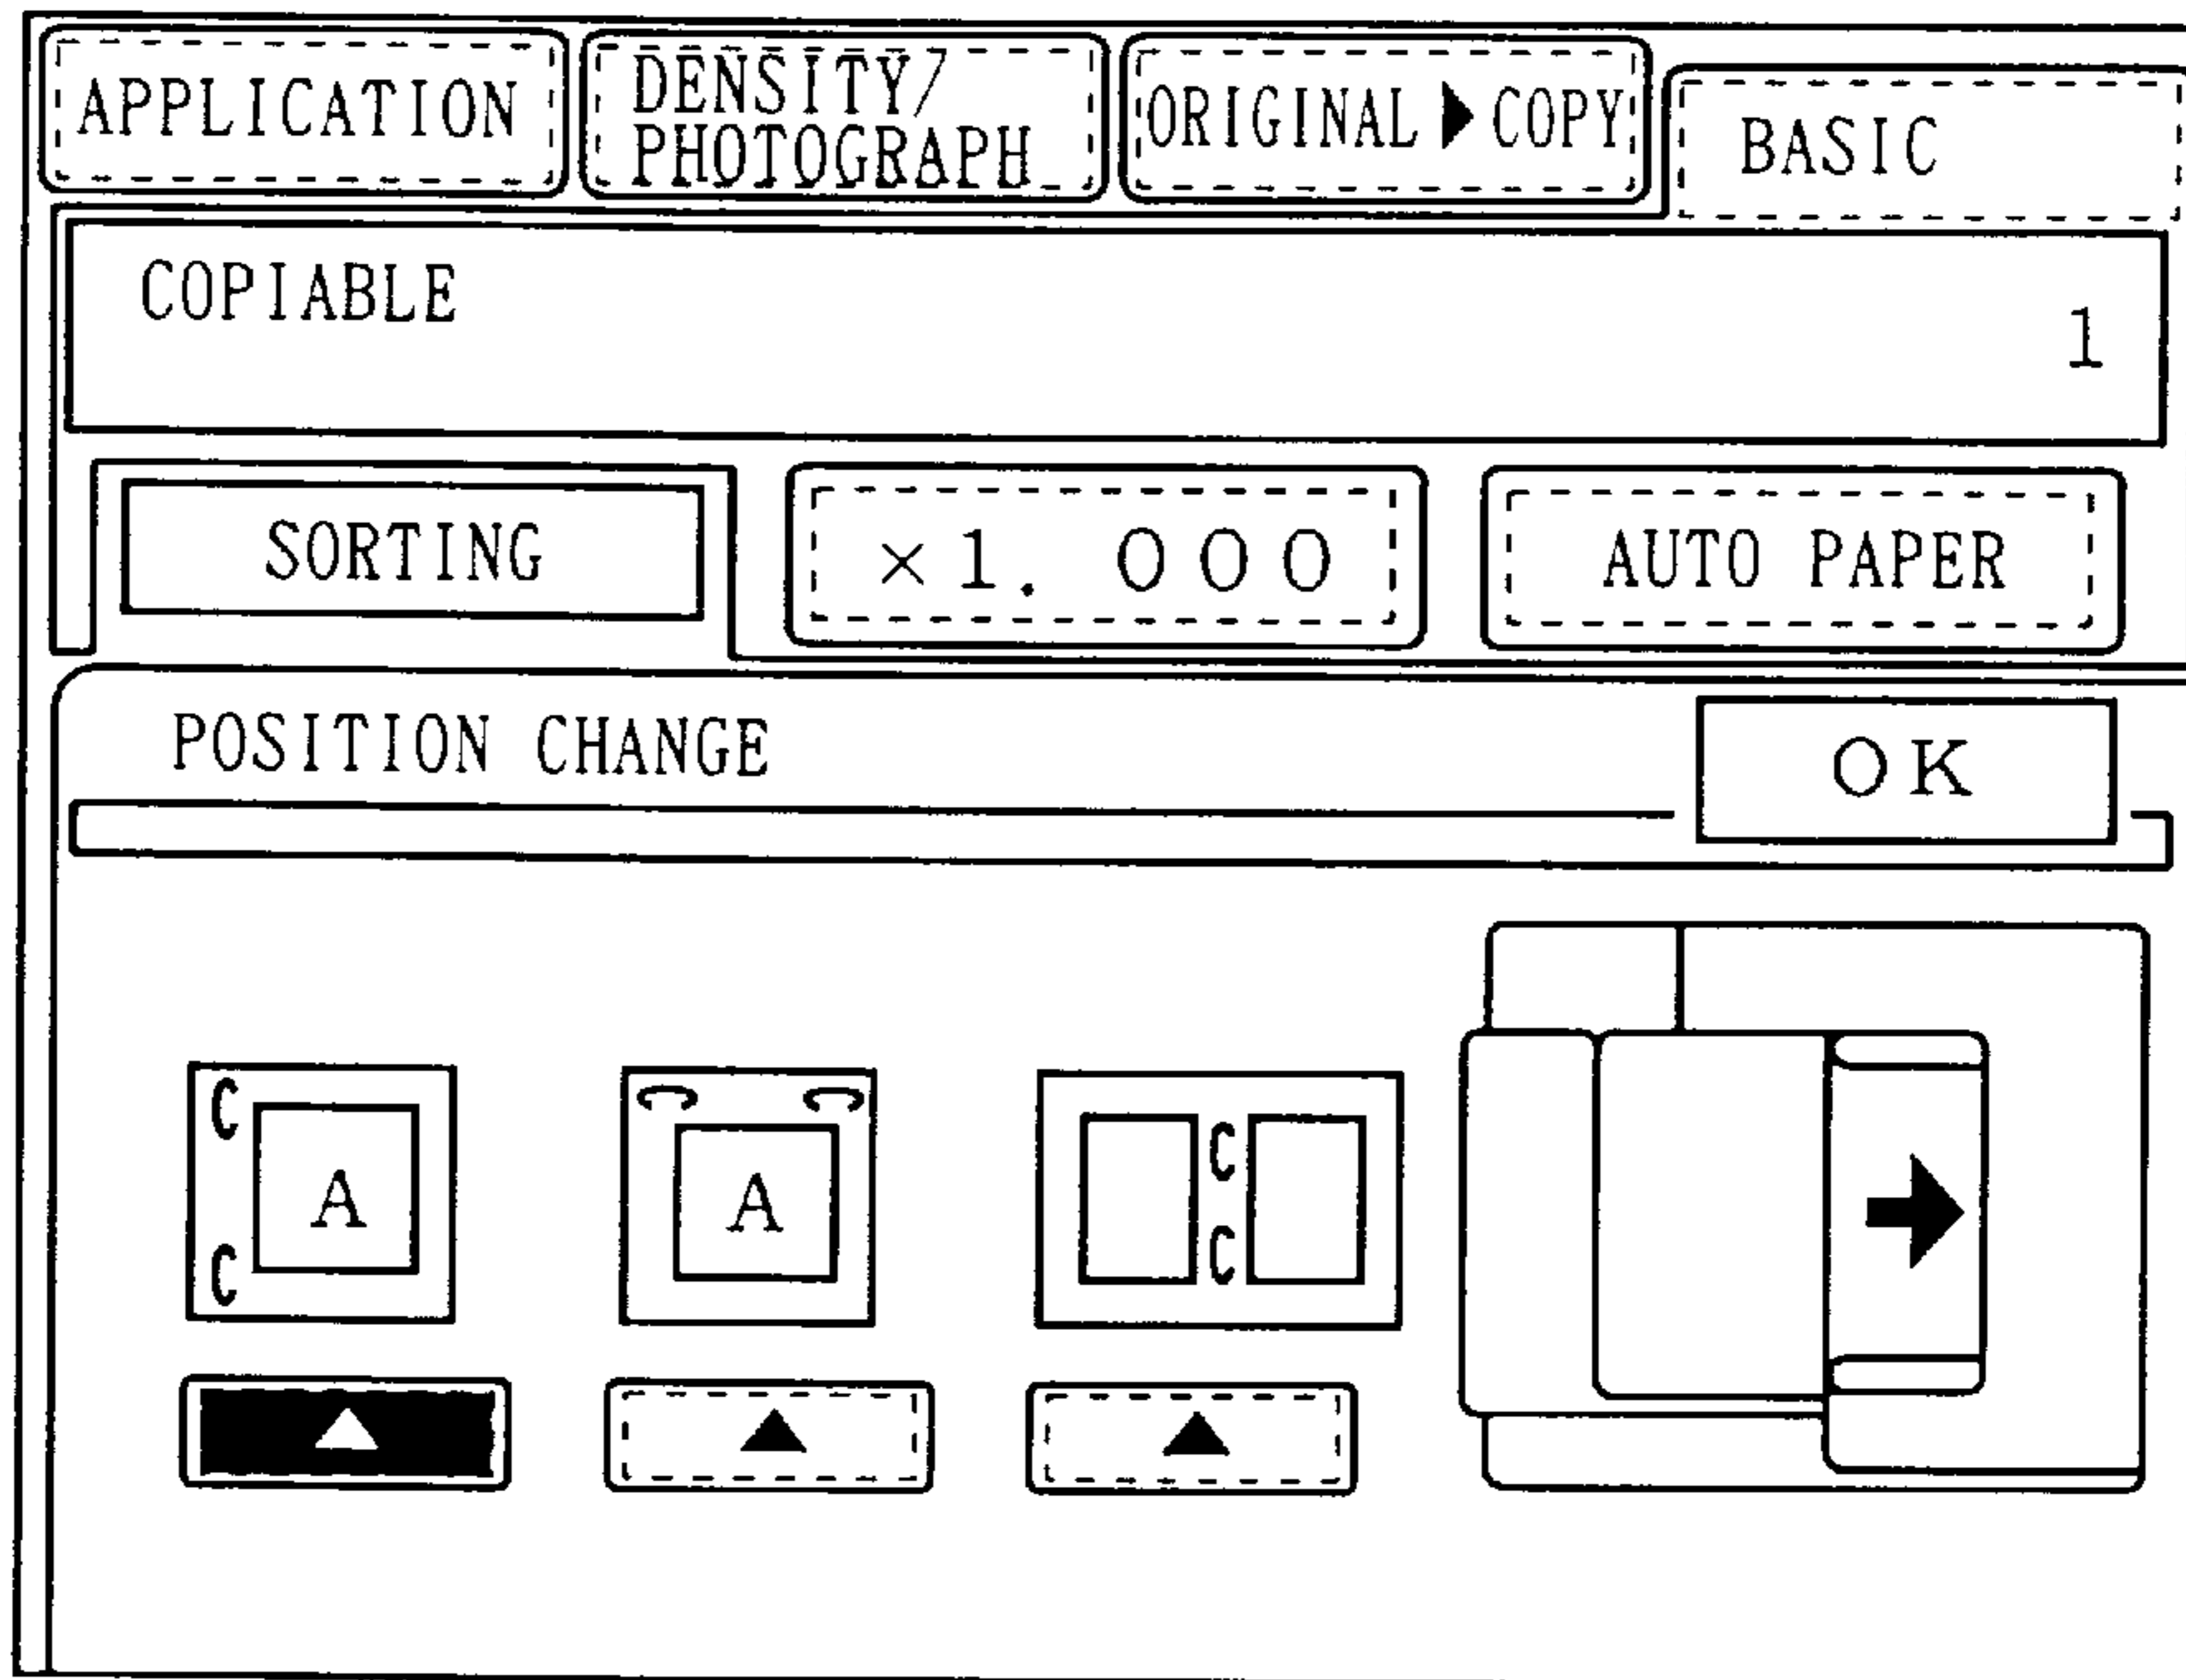 APPLICATION
DENSITY/
PHOTOGRAPH
ORIGINAL ▶ COPY
BASIC
COPIABLE
1
SORTING
×1. 000
AUTO PAPER
POSITION CHANGE
OK
A
A